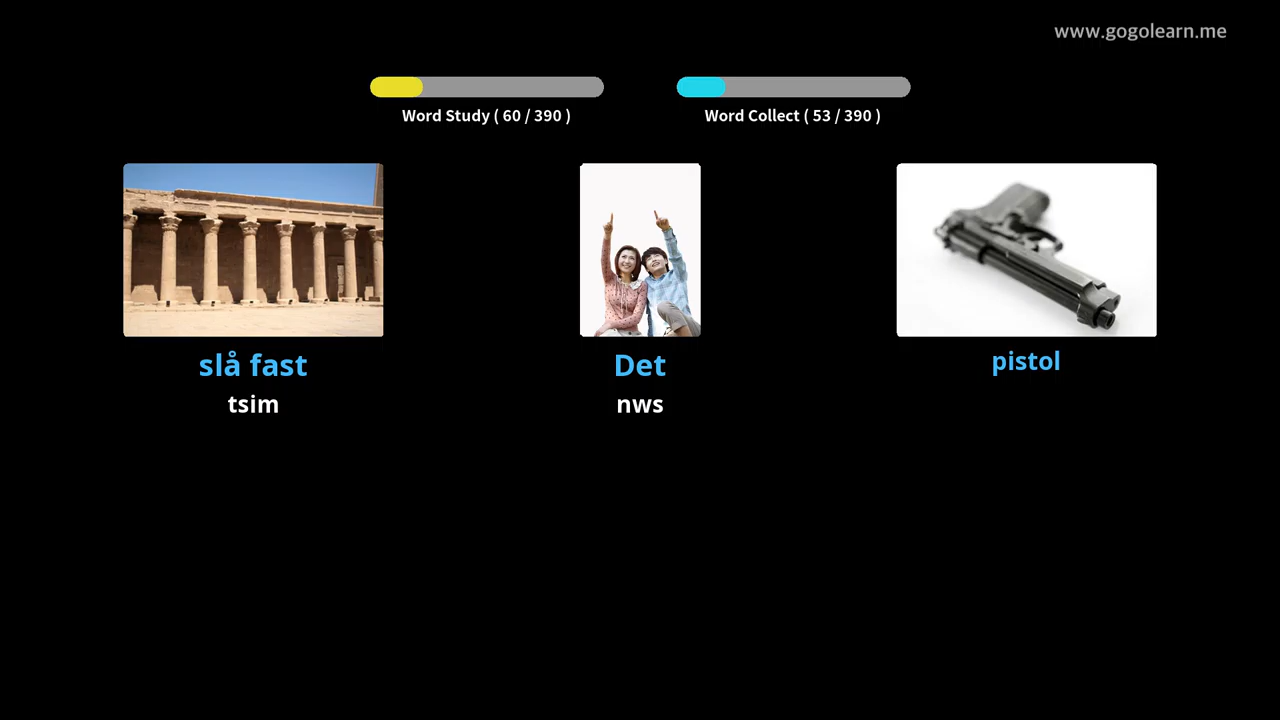 www.gogolearn.me
Word Study ( 60 / 390 )
Word Collect ( 53 / 390 )
slå fast
tsim
Det
nws
pistol